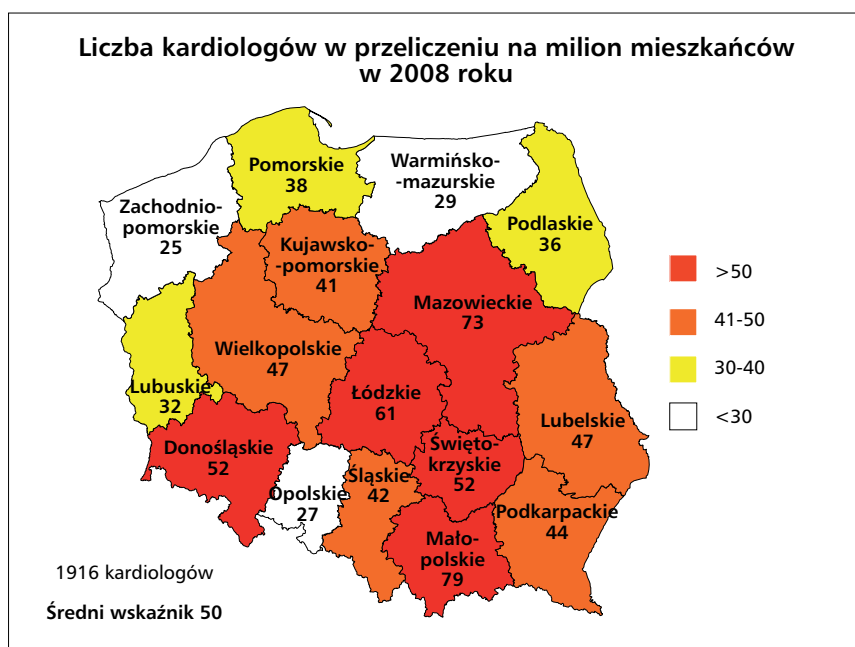 Liczba kardiologów w przeliczeniu na milion mieszkańców
w 2008 roku
Pomorskie
38
Warmińsko-
-mazurskie
29
Zachodnio-
pomorskie
25
Podlaskie
36
Kujawsko-
-pomorskie
41
Mazowieckie
73
Wielkopolskie
47
Lubuskie
32
Łódzkie
61
Lubelskie
47
Donośląskie
52
Święto-
krzyskie
52
Opolskie
27
Śląskie
42
Podkarpackie
44
Mało-
polskie
79
>50
41-50
30-40
<30
1916 kardiologów
Średni wskaźnik 50